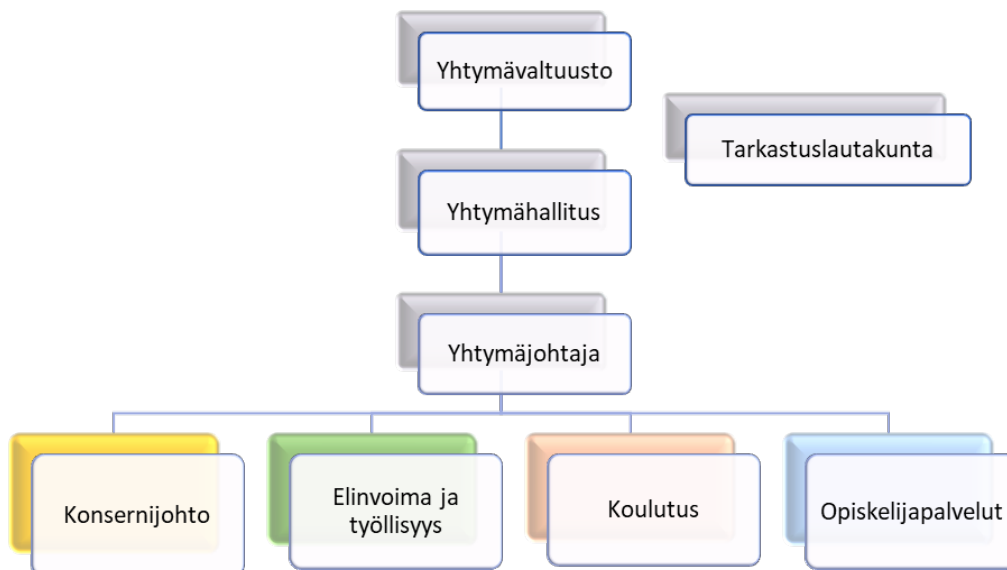 Yhtymävaltuusto
Tarkastuslautakunta
Yhtymähallitus
Yhtymäjohtaja
Konsernijohto
Elinvoima ja
työllisyys
Koulutus
Opiskelijapalvelut